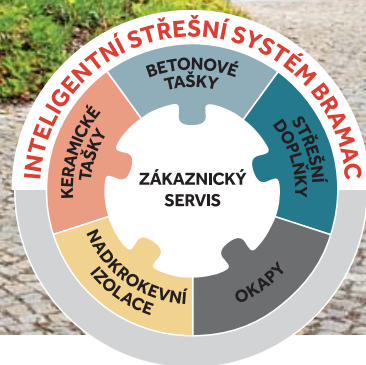 INTELIGENTNÍ STŘEŠNÍ SYSTÉM BRAMAC
BETONOVÉ
TAŠKY
STŘEŠNÍ
DOPLŇKY
KERAMICKÉ
TAŠKY
ZÁKAZNICKÝ
SERVIS
NADKROKEVNÍ
IZOLACE
OKAPY